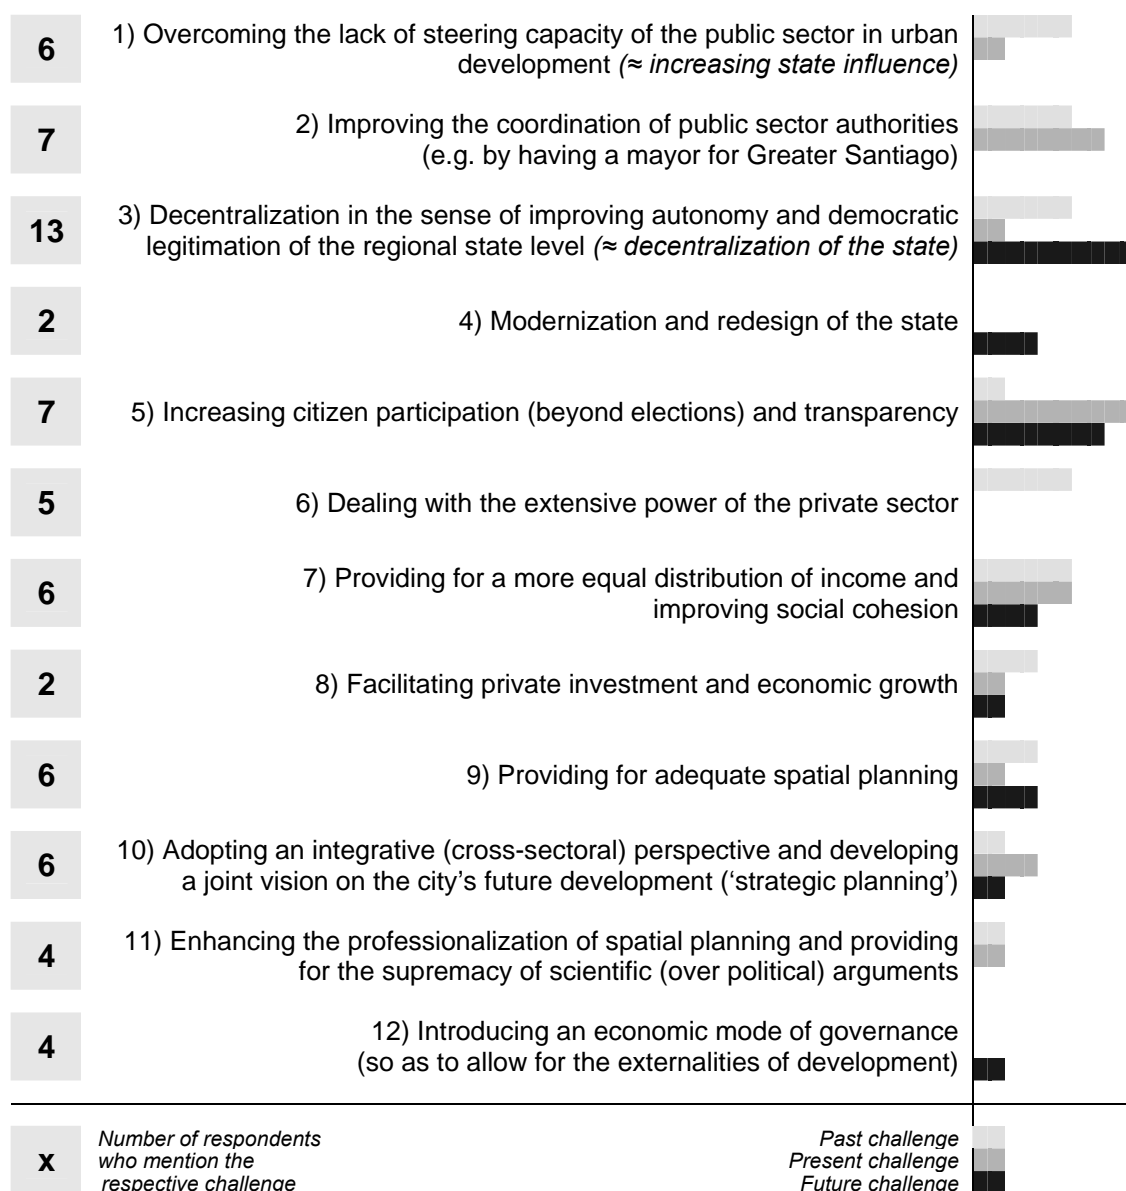 6
1) Overcoming the lack of steering capacity of the public sector in urban
development (≈ increasing state influence)
7
2) Improving the coordination of public sector authorities
(e.g. by having a mayor for Greater Santiago)
13
3) Decentralization in the sense of improving autonomy and democratic
legitimation of the regional state level (≈ decentralization of the state)
2
4) Modernization and redesign of the state
7
5) Increasing citizen participation (beyond elections) and transparency
5
6) Dealing with the extensive power of the private sector
6
7) Providing for a more equal distribution of income and
improving social cohesion
2
8) Facilitating private investment and economic growth
6
9) Providing for adequate spatial planning
6
10) Adopting an integrative (cross-sectoral) perspective and developing
a joint vision on the city's future development ('strategic planning')
4
11) Enhancing the professionalization of spatial planning and providing
for the supremacy of scientific (over political) arguments
4
12) Introducing an economic mode of governance
(so as to allow for the externalities of development)
x
Number of respondents
who mention the
respective challenge
Past challenge
Present challenge
Future challenge